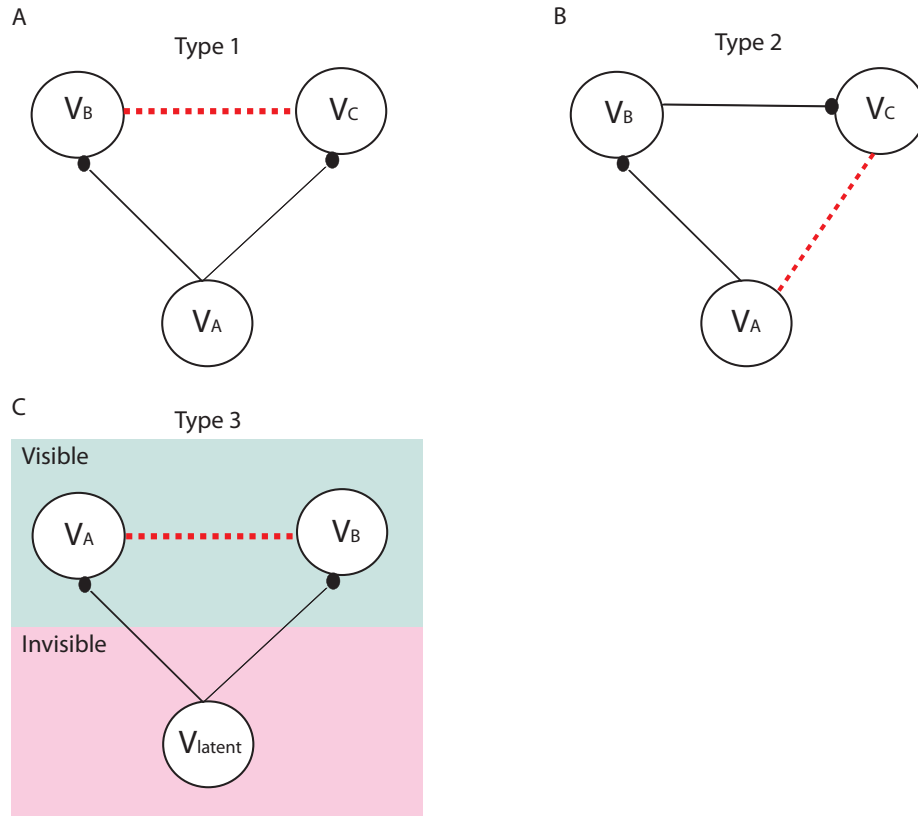 A
Type 1
VB
VC
VA
B
Type 2
VB
VC
VA
C
Type 3
Visible
VA
VB
Invisible
Vlatent